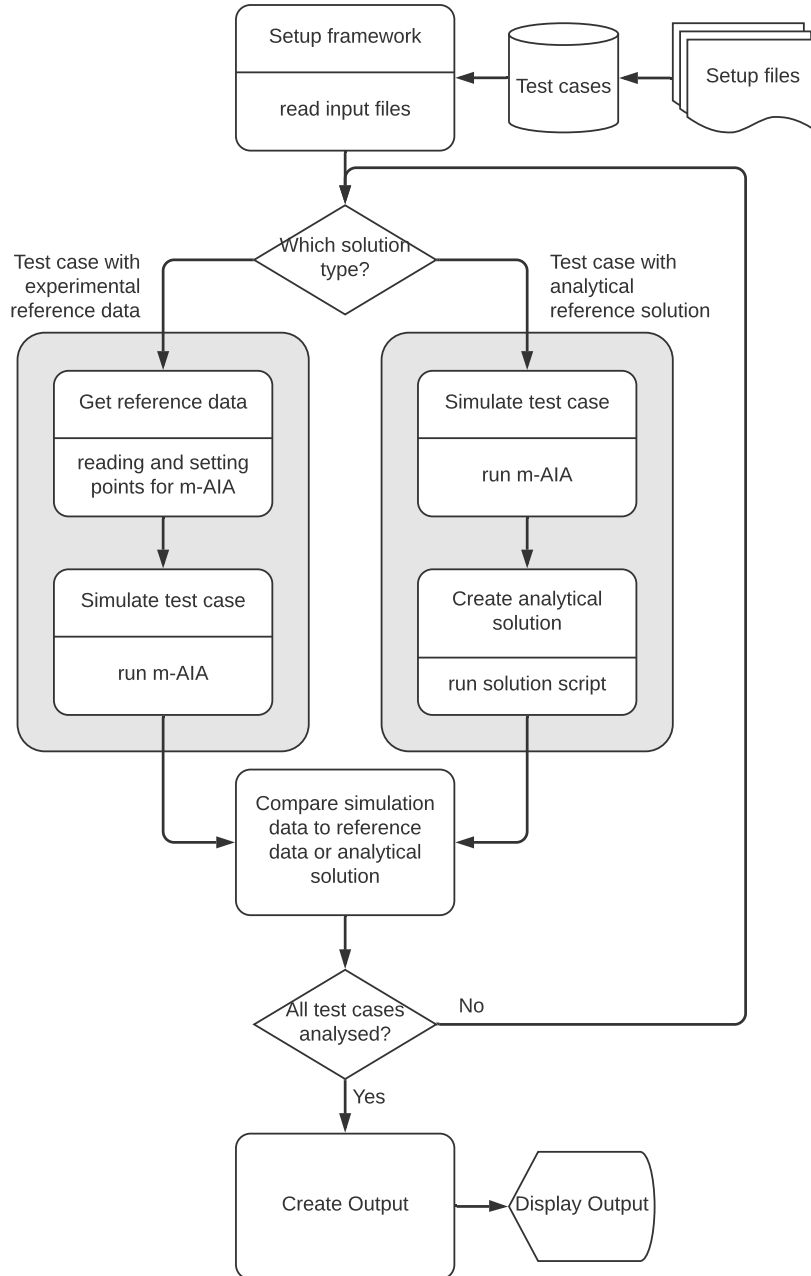 Setup framework
read input files
Test cases
Setup files
Which solution
type?
Test case with
experimental
reference data
Test case with
analytical
reference solution
Get reference data
reading and setting
points for m-AIA
Simulate test case
run m-AIA
Simulate test case
run m-AIA
Create analytical
solution
run solution script
Compare simulation
data to reference
data or analytical
solution
All test cases
analysed?
No
Yes
Create Output
Display Output